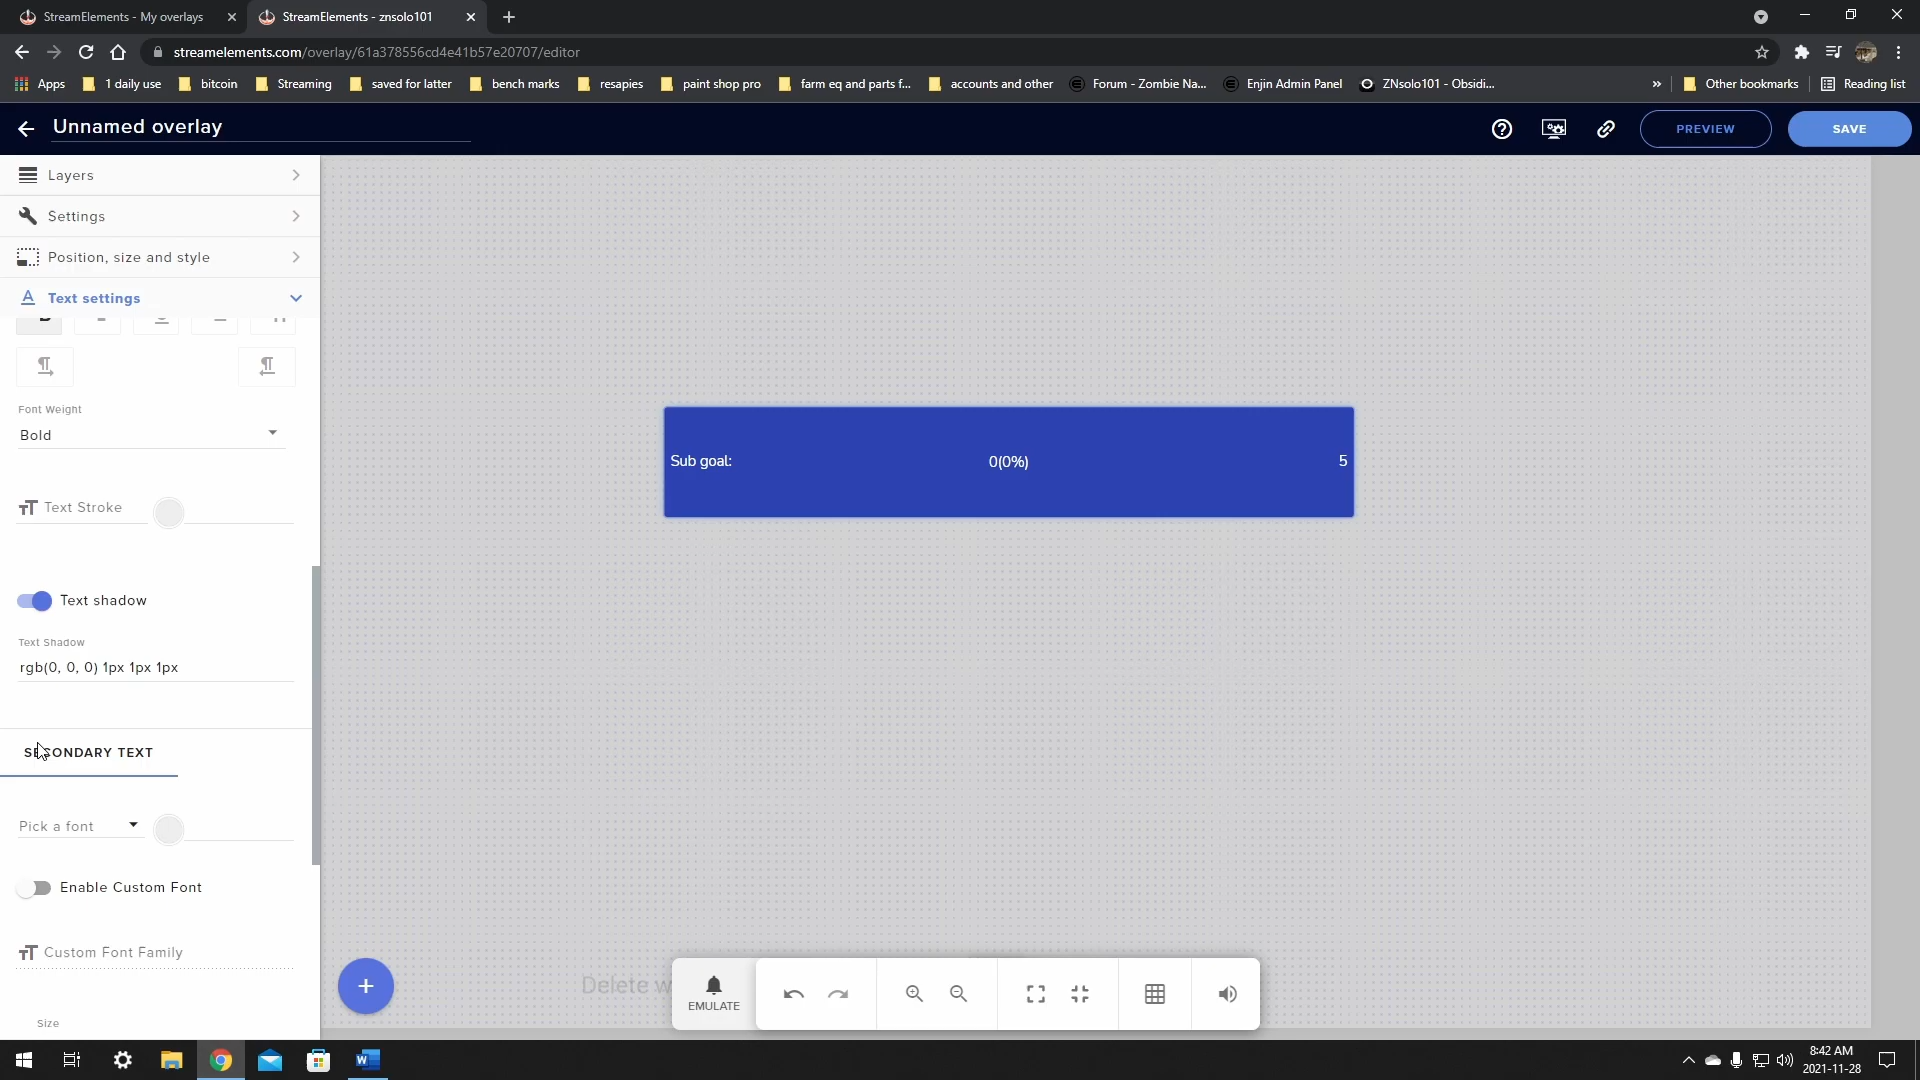 StreamElements - My overlays
StreamElements - znsolo101
streamelements.com/overlay/61a378556cd4e41b57e20707/editor
Apps
1 daily use
bitcoin
Streaming
saved for latter
bench marks
resapies
paint shop pro
farm eq and parts f...
accounts and other
Forum - Zombie Na...
Enjin Admin Panel
ZNsolo101 - Obsidi...
»
Other bookmarks
Reading list
Unnamed overlay
PREVIEW
SAVE
Layers
Settings
Position, size and style
Text settings
Font Weight
Bold
Text Stroke
Text shadow
Text Shadow
rgb(0, 0, 0) 1px 1px 1px
SECONDARY TEXT
Pick a font
Enable Custom Font
Custom Font Family
Size
Sub goal:
0(0%)
5
Delete
EMULATE
8:42 AM
2021-11-28